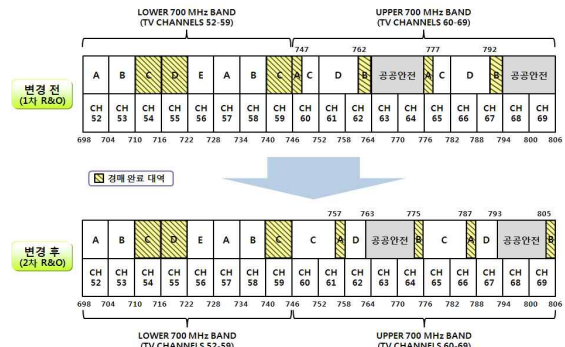 LOWER 700 MHz BAND
(TV CHANNELS 52-59)
UPPER 700 MHz BAND
(TV CHANNELS 60-69)
747 762 777 792
변경 전
(1차 R&O)
A B C D E A B C A C D B 공공안전 A C D B 공공안전
CH 52 CH 53 CH 54 CH 55 CH 56 CH 57 CH 58 CH 59 CH 60 CH 61 CH 62 CH 63 CH 64 CH 65 CH 66 CH 67 CH 68 CH 69
698 704 710 716 722 728 734 740 746 752 758 764 770 776 782 788 794 800 806
경매 완료 대역
757 763 775 787 793 805
변경 후
(2차 R&O)
A B C D E A B C C A D 공공안전 B C A D 공공안전 B
CH 52 CH 53 CH 54 CH 55 CH 56 CH 57 CH 58 CH 59 CH 60 CH 61 CH 62 CH 63 CH 64 CH 65 CH 66 CH 67 CH 68 CH 69
698 704 710 716 722 728 734 740 746 752 758 764 770 776 782 788 794 800 806
LOWER 700 MHz BAND
(TV CHANNELS 52-59)
UPPER 700 MHz BAND
(TV CHANNELS 60-69)